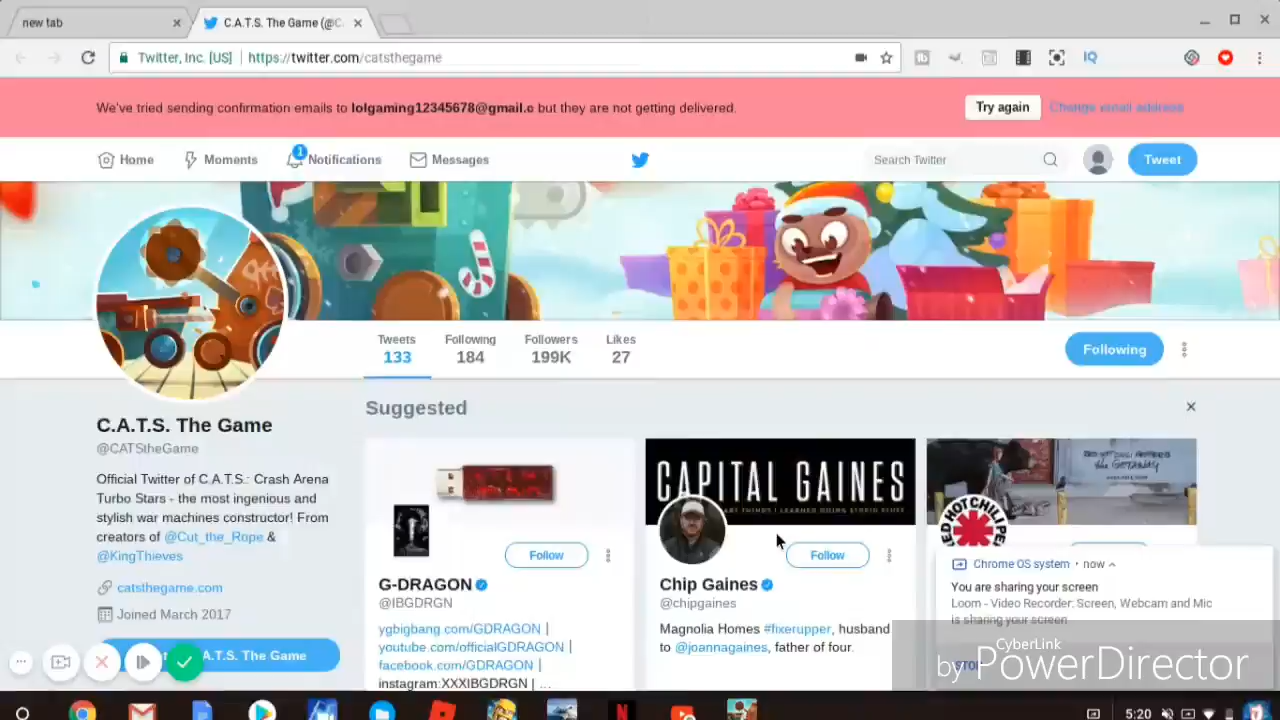 new tab
C.A.T.S. The Game (@C
Twitter, Inc. [US]
https://twitter.com/catsthegame
IQ
We've tried sending confirmation emails to lolgaming12345678@gmail.c but they are not getting delivered.
Try again
Change email address
Home
Moments
1
Notifications
Messages
Search Twitter
Tweet
Tweets
133
Following
184
Followers
199K
Likes
27
Following
C.A.T.S. The Game
@CATStheGame
Official Twitter of C.A.T.S.: Crash Arena
Turbo Stars - the most ingenious and
stylish war machines constructor! From
creators of @Cut_the_Rope &
@KingThieves
catsthegame.com
Joined March 2017
C.A.T.S. The Game
Suggested
Follow
G-DRAGON
@IBGDRGN
ygbigbang.com/GDRAGON |
youtube.com/officialGDRAGON |
facebook.com/GDRAGON |
instagram:XXXIBGDRGN | ...
CAPITAL GAINES
Follow
Chip Gaines
@chipgaines
Magnolia Homes #fixerupper, husband
to @joannagaines, father of four.
RED HOT CHILI
Chrome OS system • now
You are sharing your screen
Loom - Video Recorder: Screen, Webcam and Mic
is sharing your screen
CyberLink
by PowerDirector
5:20